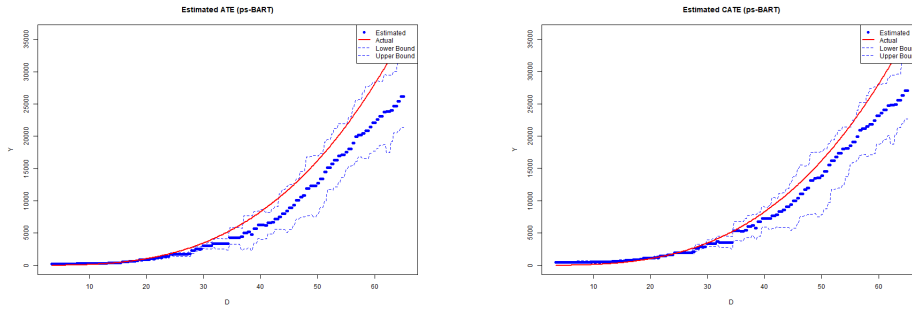 Estimated ATE (ps-BART)
Estimated
Actual
Lower Bound
Upper Bound
Y
0
5000
10000
15000
20000
25000
30000
35000
10
20
30
40
50
60
D
Estimated CATE (ps-BART)
Estimated
Actual
Lower Bound
Upper Bound
Y
0
5000
10000
15000
20000
25000
30000
35000
10
20
30
40
50
60
D